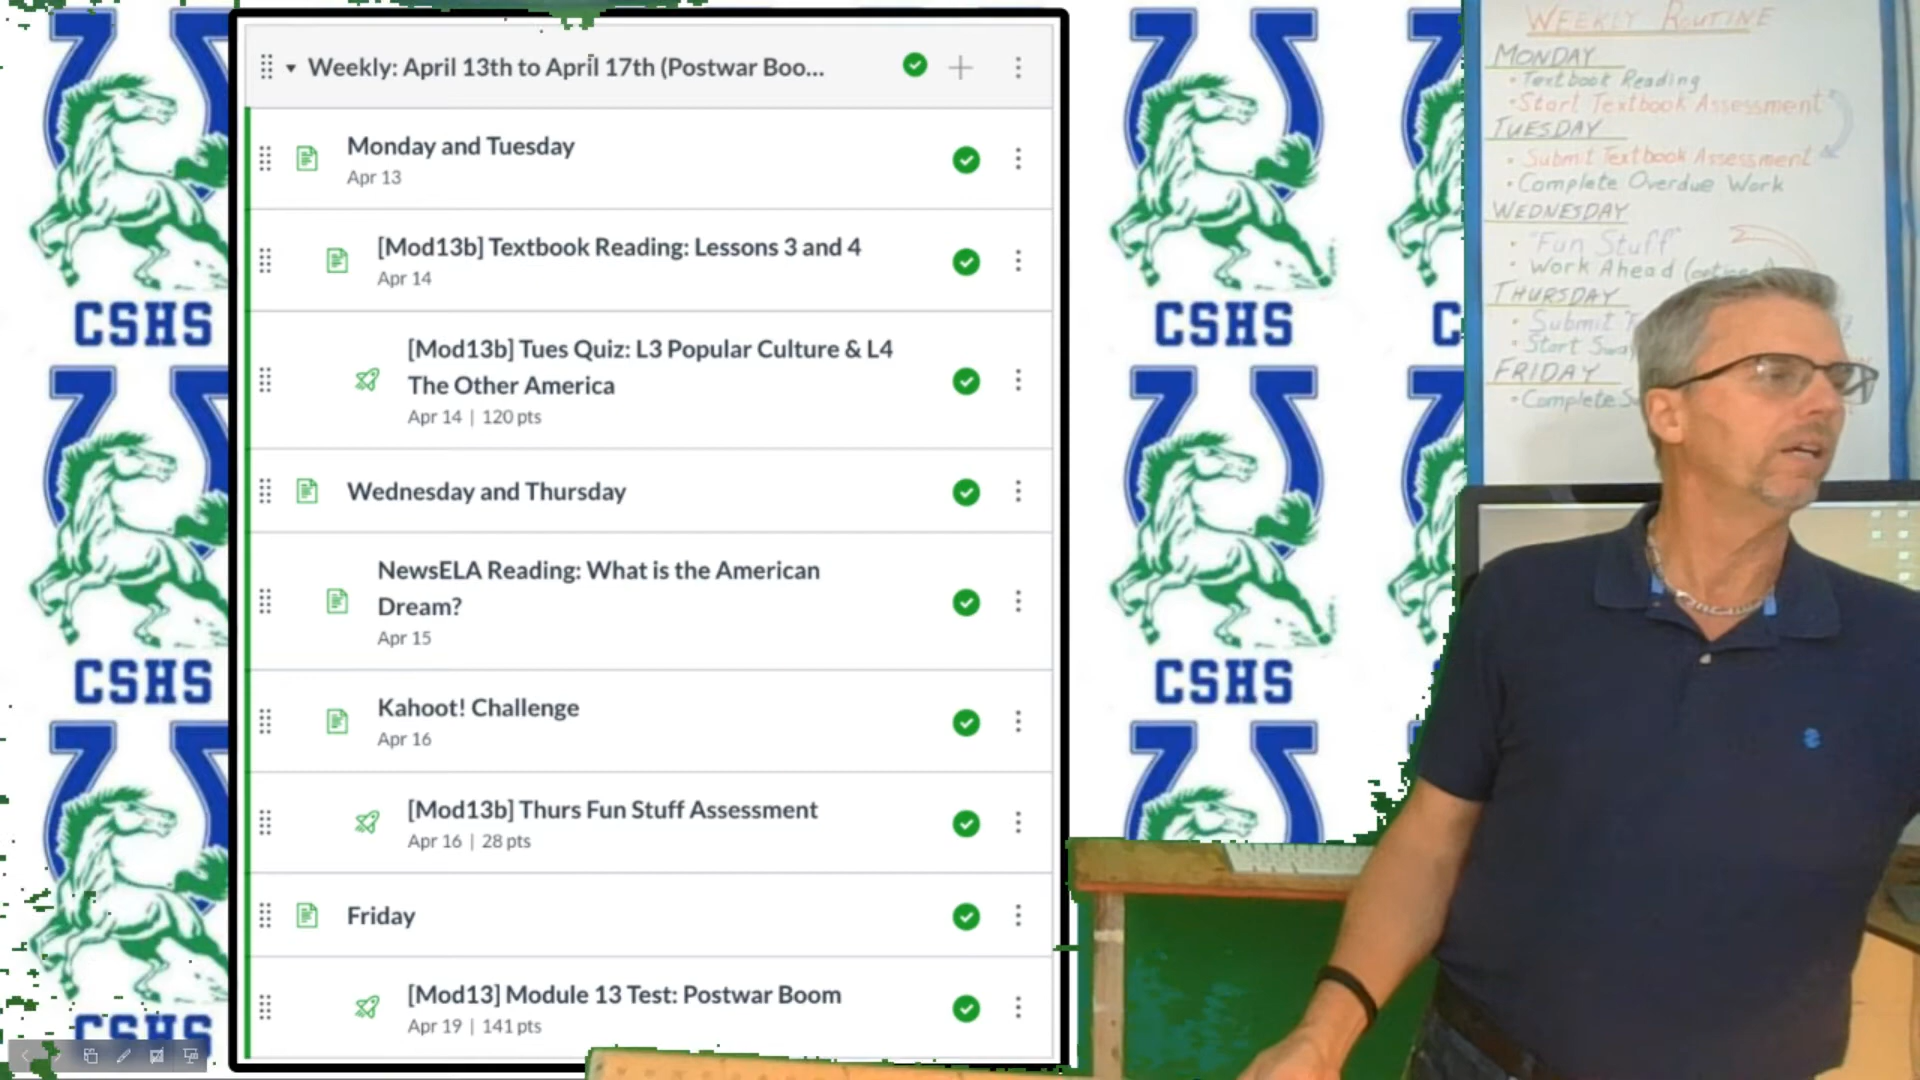 Weekly: April 13th to April 17th (Postwar Boo...
Monday and Tuesday
Apr 13
[Mod13b] Textbook Reading: Lessons 3 and 4
Apr 14
[Mod13b] Tues Quiz: L3 Popular Culture & L4
The Other America
Apr 14 | 120 pts
Wednesday and Thursday
NewsELA Reading: What is the American
Dream?
Apr 15
Kahoot! Challenge
Apr 16
[Mod13b] Thurs Fun Stuff Assessment
Apr 16 | 28 pts
Friday
[Mod13] Module 13 Test: Postwar Boom
Apr 19 | 141 pts
CSHS
CSHS
CSHS
CSHS
CSHS
C
WEEKLY ROUTINE
MONDAY
• Textbook Reading
• Start Textbook Assessment
TUESDAY
• Submit Textbook Assessment
• Complete Overdue Work
WEDNESDAY
• "Fun Stuff"
• Work Ahead
THURSDAY
• Submit
• Start
FRIDAY
• Complete